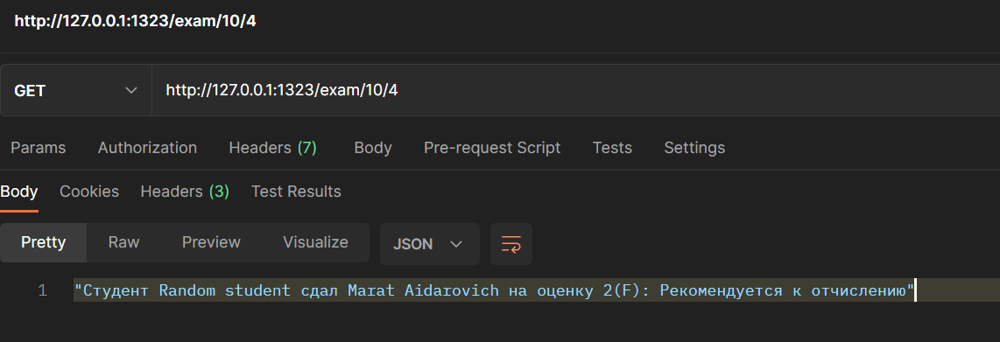 http://127.0.0.1:1323/exam/10/4
GET http://127.0.0.1:1323/exam/10/4
Params Authorization Headers (7) Body Pre-request Script Tests Settings
Body Cookies Headers (3) Test Results
Pretty Raw Preview Visualize JSON
1 "Студент Random student сдал Marat Aidarovich на оценку 2(F): Рекомендуется к отчислению"